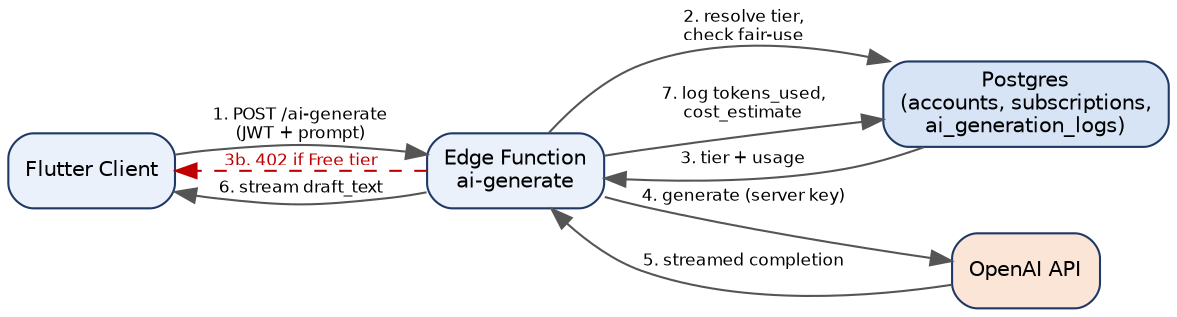 2. resolve tier,
check fair-use
Postgres
(accounts, subscriptions,
ai_generation_logs)
7. log tokens_used,
cost_estimate
1. POST /ai-generate
(JWT + prompt)
3b. 402 if Free tier
6. stream draft_text
Flutter Client
Edge Function
ai-generate
3. tier + usage
4. generate (server key)
5. streamed completion
OpenAI API